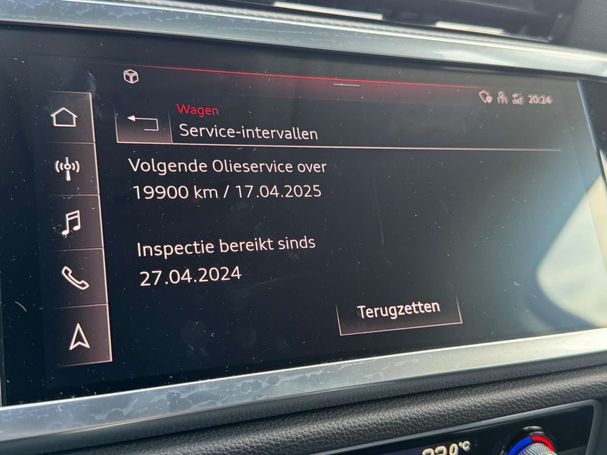 20:24
Wagen
Service-intervallen
Volgende Olieservice over
19900 km / 17.04.2025
Inspectie bereikt sinds
27.04.2024
Terugzetten